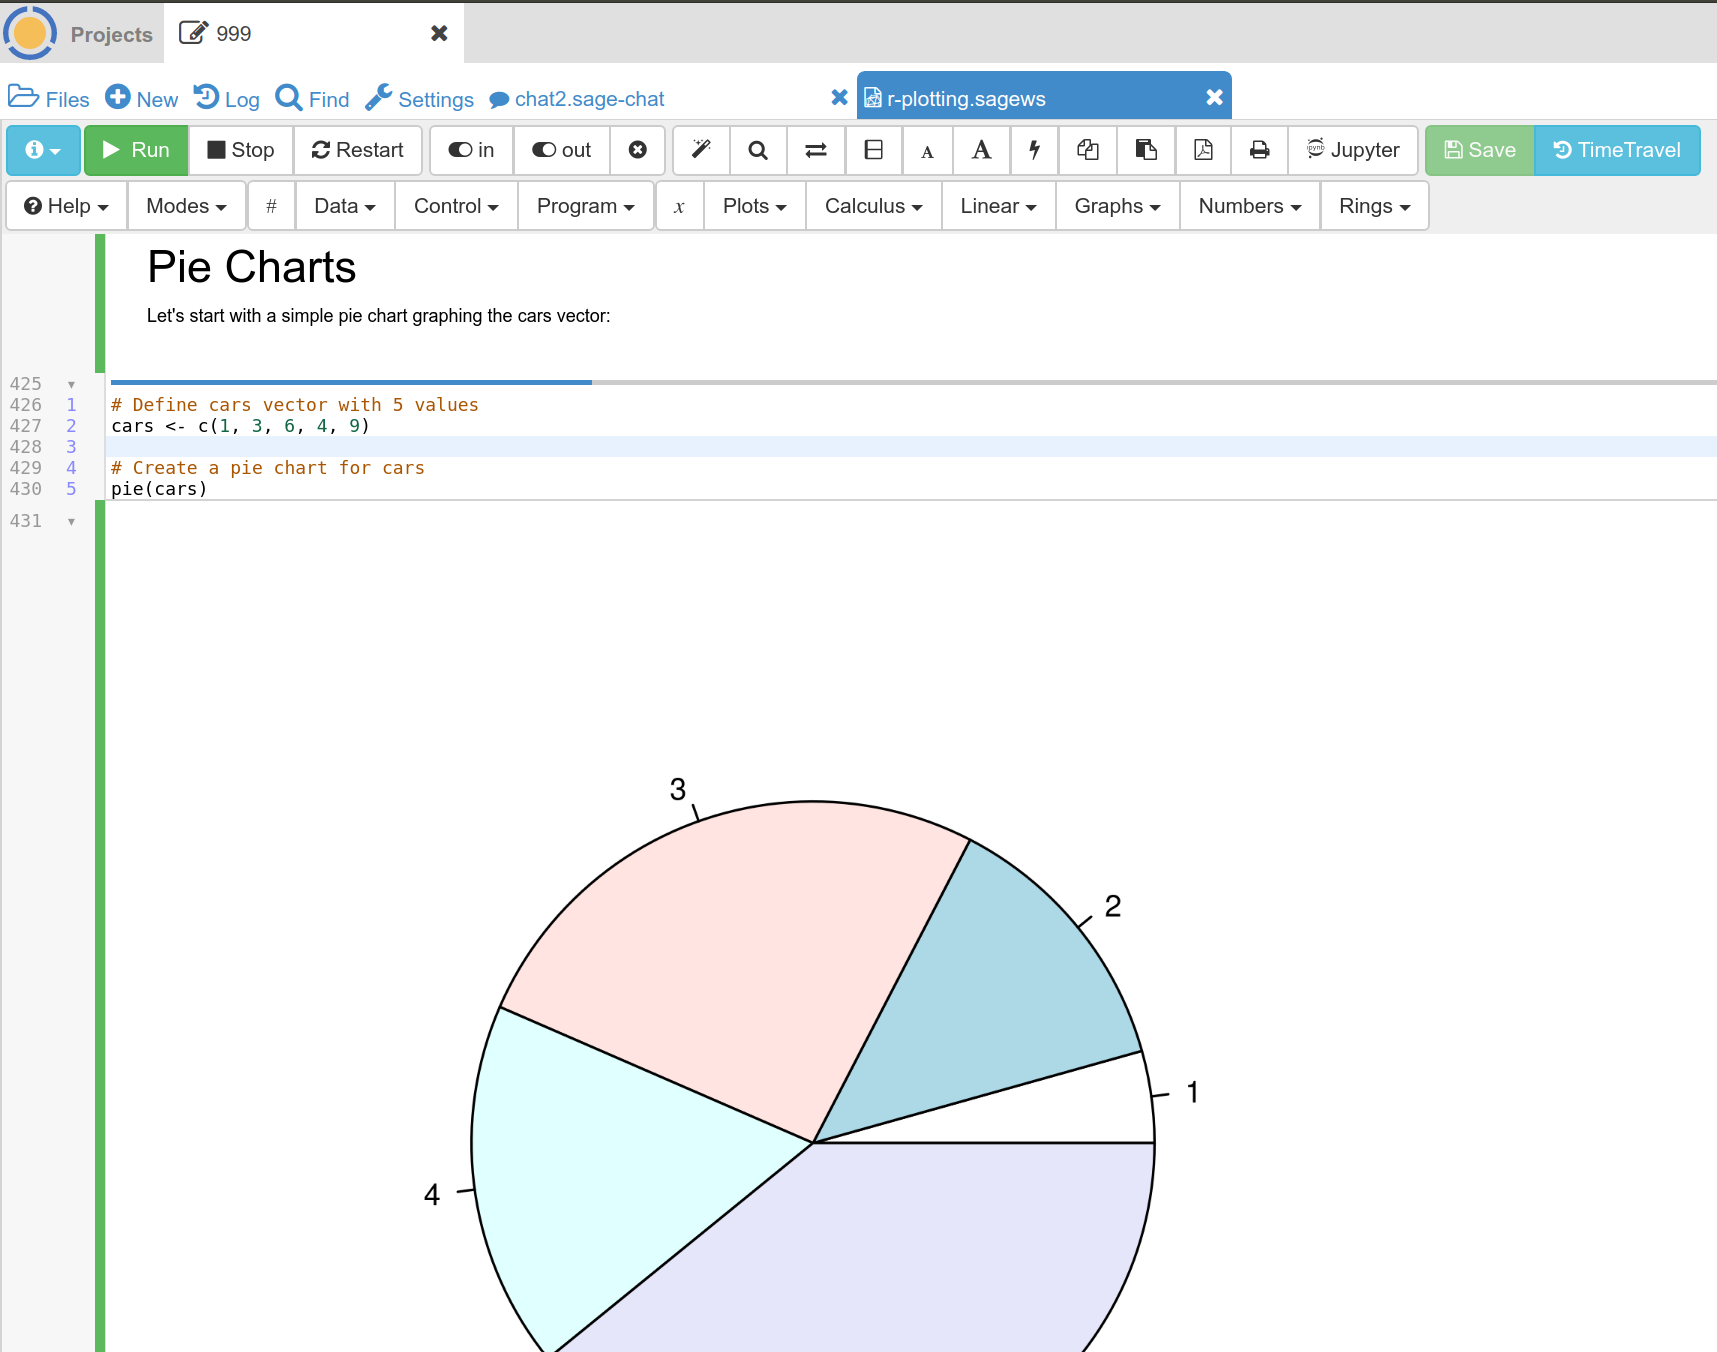 Projects 999
Files New Log Find Settings chat2.sage-chat r-plotting.sagews
Run Stop Restart in out A A Jupyter Save TimeTravel
Help Modes # Data Control Program x Plots Calculus Linear Graphs Numbers Rings
Pie Charts
Let's start with a simple pie chart graphing the cars vector:
425
426 1 # Define cars vector with 5 values
427 2 cars <- c(1, 3, 6, 4, 9)
428 3
429 4 # Create a pie chart for cars
430 5 pie(cars)
431
3
2
1
4